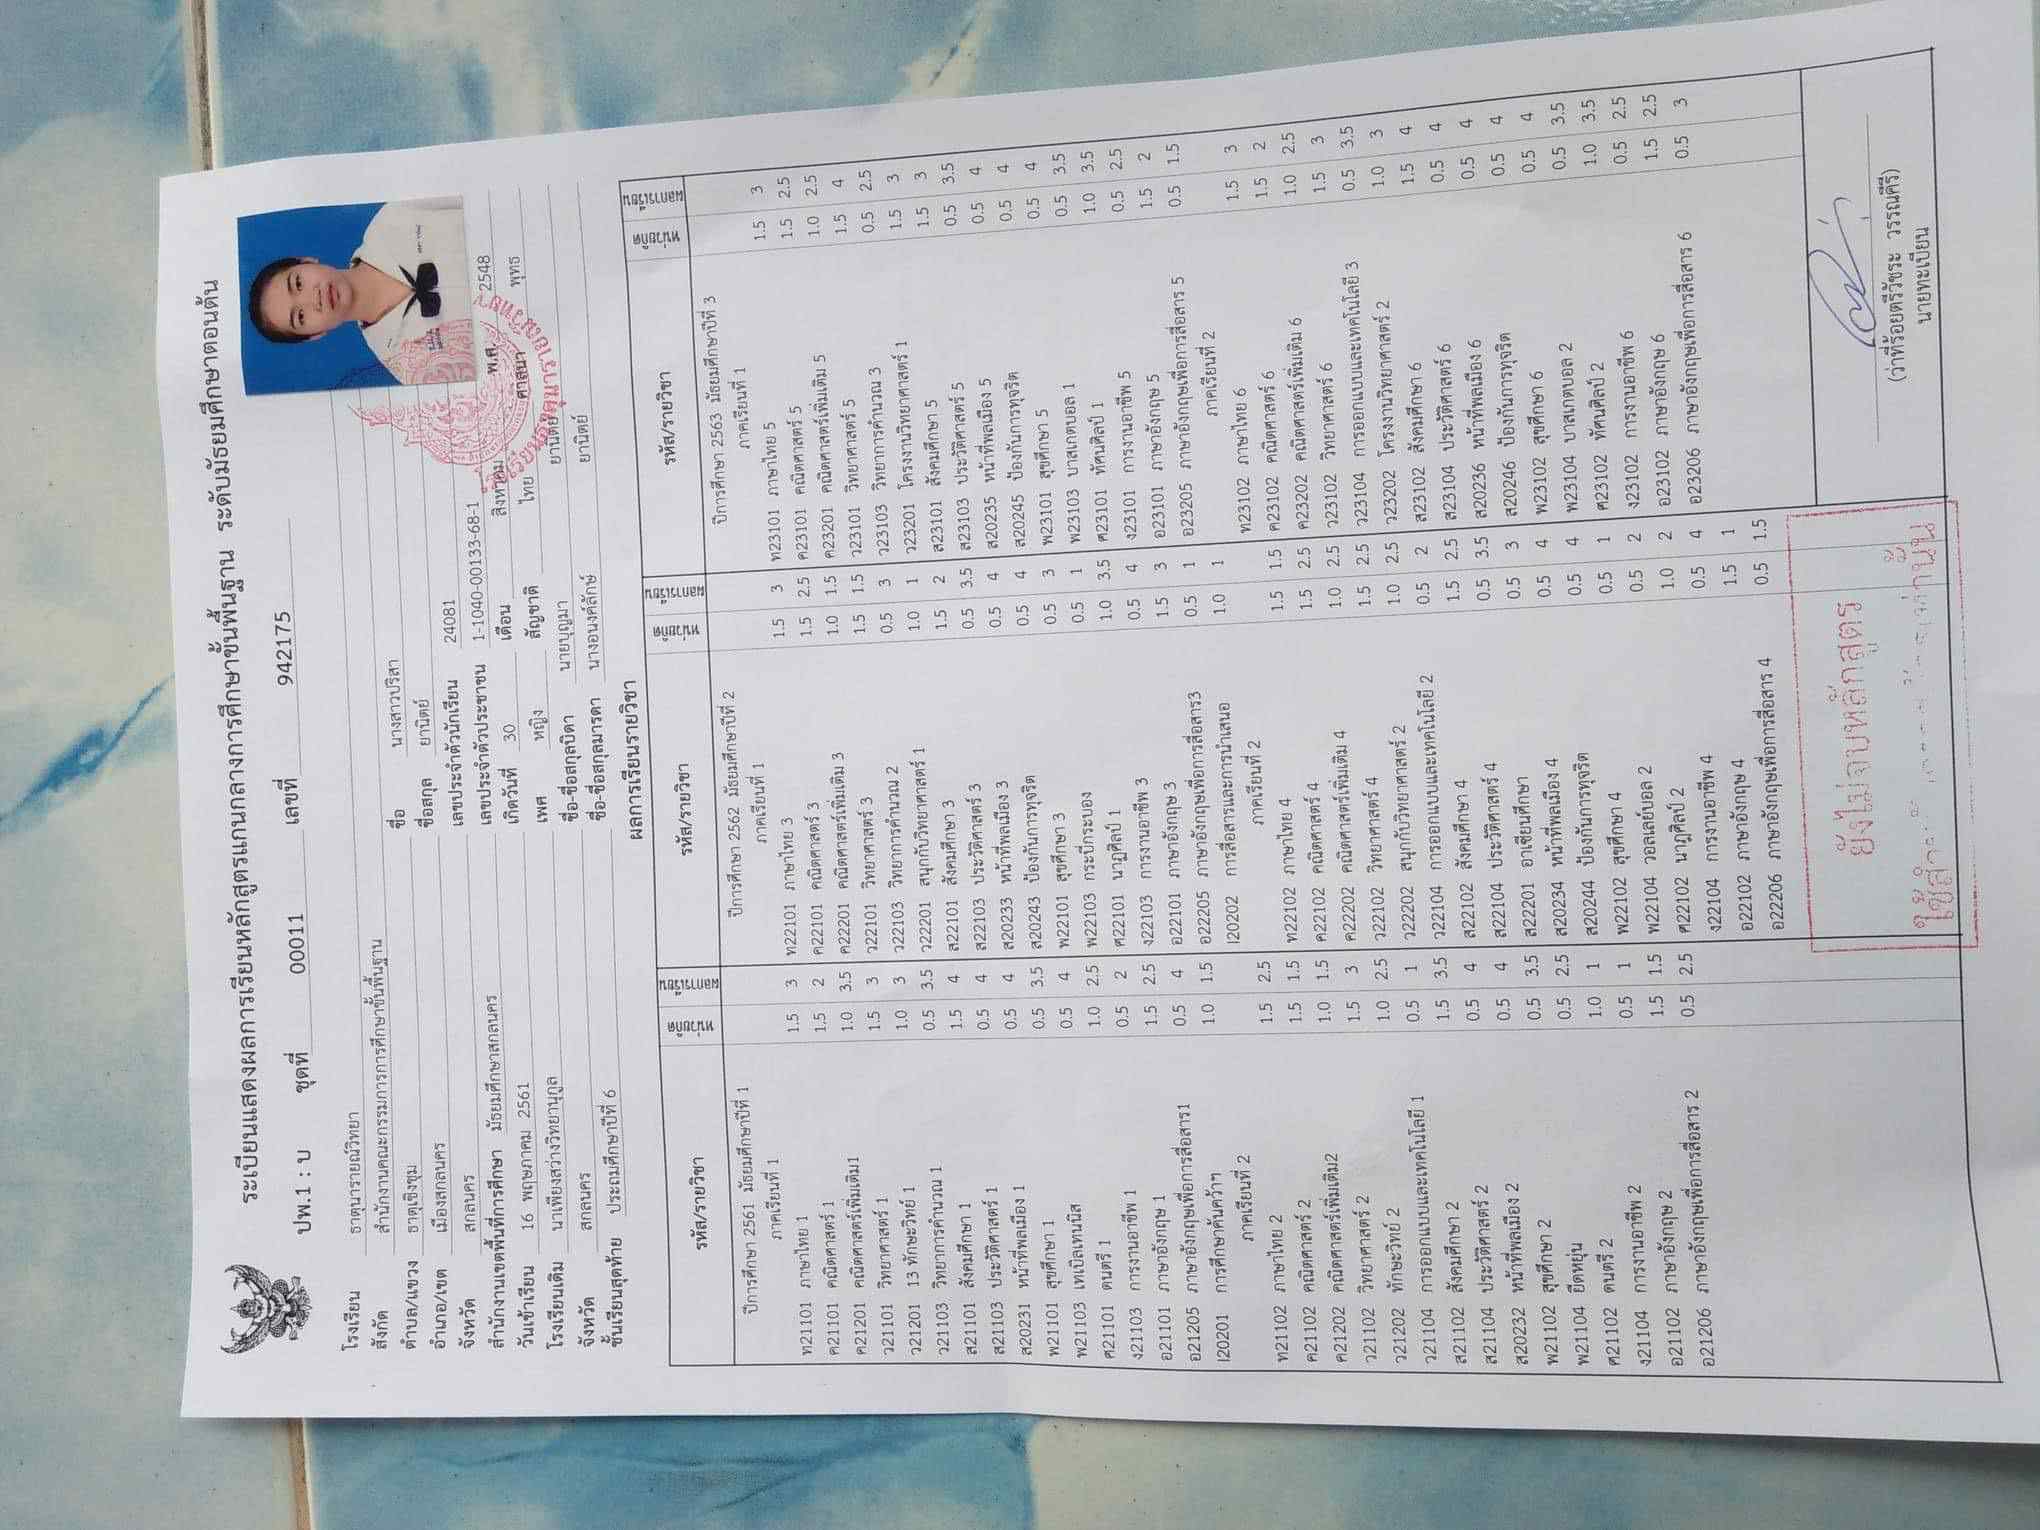 ระเบียนแสดงผลการเรียนหลักสูตรแกนกลางการศึกษาขั้นพื้นฐาน ระดับมัธยมศึกษาตอนต้น
ปพ.1 : บ ชุดที่ 00011 เลขที่ 942175
โรงเรียน ธาตุนารายณ์วิทยา
สังกัด สำนักงานคณะกรรมการการศึกษาขั้นพื้นฐาน
ตำบล/แขวง ธาตุเชิงชุม
อำเภอ/เขต เมืองสกลนคร
จังหวัด สกลนคร
สำนักงานเขตพื้นที่การศึกษา มัธยมศึกษาสกลนคร
วันเข้าเรียน 16 พฤษภาคม 2561
โรงเรียนเดิม นาเพียงสว่างวิทยานุกูล
จังหวัด สกลนคร
ชั้นเรียนสุดท้าย ประถมศึกษาปีที่ 6
ชื่อ นางสาวปริสา
ชื่อสกุล ยานิตย์
เลขประจำตัวนักเรียน 24081
เลขประจำตัวประชาชน 1-1040-00133-68-1
เกิดวันที่ 30 เดือน สิงหาคม พ.ศ. 2548
เพศ หญิง สัญชาติ ไทย ศาสนา พุทธ
ชื่อ-ชื่อสกุลบิดา นายบุญมา ยานิตย์
ชื่อ-ชื่อสกุลมารดา นางอนงค์ลักษ์ ยานิตย์
ผลการเรียนรายวิชา
รหัส/รายวิชา หน่วยกิต ผลการเรียน
ปีการศึกษา 2561 มัธยมศึกษาปีที่ 1
ภาคเรียนที่ 1
ท21101 ภาษาไทย 1 1.5 3
ค21101 คณิตศาสตร์ 1 1.5 2
ค21201 คณิตศาสตร์เพิ่มเติม1 1.0 3.5
ว21101 วิทยาศาสตร์ 1 1.5 3
ว21201 13 ทักษะวิทย์ 1 1.0 3
ว21103 วิทยาการคำนวณ 1 0.5 3.5
ส21101 สังคมศึกษา 1 1.5 4
ส21103 ประวัติศาสตร์ 1 0.5 4
ส20231 หน้าที่พลเมือง 1 0.5 4
พ21101 สุขศึกษา 1 0.5 3.5
พ21103 เทเบิลเทนนิส 0.5 4
ศ21101 ดนตรี 1 1.0 2.5
ง21103 การงานอาชีพ 1 0.5 2
อ21101 ภาษาอังกฤษ 1 1.5 2.5
อ21205 ภาษาอังกฤษเพื่อการสื่อสาร1 0.5 4
I20201 การศึกษาค้นคว้าฯ 1.0 1.5
ภาคเรียนที่ 2
ท21102 ภาษาไทย 2 1.5 2.5
ค21102 คณิตศาสตร์ 2 1.5 1.5
ค21202 คณิตศาสตร์เพิ่มเติม2 1.0 1.5
ว21102 วิทยาศาสตร์ 2 1.5 3
ว21202 ทักษะวิทย์ 2 1.0 2.5
ว21104 การออกแบบและเทคโนโลยี 1 0.5 1
ส21102 สังคมศึกษา 2 1.5 3.5
ส21104 ประวัติศาสตร์ 2 0.5 4
ส20232 หน้าที่พลเมือง 2 0.5 4
พ21102 สุขศึกษา 2 0.5 3.5
พ21104 ยืดหยุ่น 0.5 2.5
ศ21102 ดนตรี 2 1.0 1
ง21104 การงานอาชีพ 2 0.5 1
อ21102 ภาษาอังกฤษ 2 1.5 1.5
อ21206 ภาษาอังกฤษเพื่อการสื่อสาร 2 0.5 2.5
รหัส/รายวิชา หน่วยกิต ผลการเรียน
ปีการศึกษา 2562 มัธยมศึกษาปีที่ 2
ภาคเรียนที่ 1
ท22101 ภาษาไทย 3 1.5 3
ค22101 คณิตศาสตร์ 3 1.5 2.5
ค22201 คณิตศาสตร์เพิ่มเติม 3 1.0 1.5
ว22101 วิทยาศาสตร์ 3 1.5 1.5
ว22103 วิทยาการคำนวณ 2 0.5 3
ว22201 สนุกกับวิทยาศาสตร์ 1 1.0 1
ส22101 สังคมศึกษา 3 1.5 2
ส22103 ประวัติศาสตร์ 3 0.5 3.5
ส20233 หน้าที่พลเมือง 3 0.5 4
ส20243 ป้องกันการทุจริต 0.5 4
พ22101 สุขศึกษา 3 0.5 3
พ22103 กระบี่กระบอง 0.5 1
ศ22101 นาฏศิลป์ 1 1.0 3.5
ง22103 การงานอาชีพ 3 0.5 4
อ22101 ภาษาอังกฤษ 3 1.5 3
อ22205 ภาษาอังกฤษเพื่อการสื่อสาร3 0.5 1
I20202 การสื่อสารและการนำเสนอ 1.0 1
ภาคเรียนที่ 2
ท22102 ภาษาไทย 4 1.5 1.5
ค22102 คณิตศาสตร์ 4 1.5 2.5
ค22202 คณิตศาสตร์เพิ่มเติม 4 1.0 2.5
ว22102 วิทยาศาสตร์ 4 1.5 2.5
ว22202 สนุกกับวิทยาศาสตร์ 2 1.0 2.5
ว22104 การออกแบบและเทคโนโลยี 2 0.5 2
ส22102 สังคมศึกษา 4 1.5 2.5
ส22104 ประวัติศาสตร์ 4 0.5 3.5
ส22201 อาเซียนศึกษา 0.5 3
ส20234 หน้าที่พลเมือง 4 0.5 4
ส20244 ป้องกันการทุจริต 0.5 4
พ22102 สุขศึกษา 4 0.5 1
พ22104 วอลเลย์บอล 2 0.5 2
ศ22102 นาฏศิลป์ 2 1.0 2
ง22104 การงานอาชีพ 4 0.5 4
อ22102 ภาษาอังกฤษ 4 1.5 1
อ22206 ภาษาอังกฤษเพื่อการสื่อสาร 4 0.5 1.5
รหัส/รายวิชา หน่วยกิต ผลการเรียน
ปีการศึกษา 2563 มัธยมศึกษาปีที่ 3
ภาคเรียนที่ 1
ท23101 ภาษาไทย 5 1.5 3
ค23101 คณิตศาสตร์ 5 1.5 2.5
ค23201 คณิตศาสตร์เพิ่มเติม 5 1.0 2.5
ว23101 วิทยาศาสตร์ 5 1.5 4
ว23103 วิทยาการคำนวณ 3 0.5 2.5
ว23201 โครงงานวิทยาศาสตร์ 1 1.5 3
ส23101 สังคมศึกษา 5 1.5 3
ส23103 ประวัติศาสตร์ 5 0.5 3.5
ส20235 หน้าที่พลเมือง 5 0.5 4
ส20245 ป้องกันการทุจริต 0.5 4
พ23101 สุขศึกษา 5 0.5 4
พ23103 บาสเกตบอล 1 0.5 3.5
ศ23101 ทัศนศิลป์ 1 1.0 3.5
ง23101 การงานอาชีพ 5 0.5 2.5
อ23101 ภาษาอังกฤษ 5 1.5 2
อ23205 ภาษาอังกฤษเพื่อการสื่อสาร 5 0.5 1.5
ภาคเรียนที่ 2
ท23102 ภาษาไทย 6 1.5 3
ค23102 คณิตศาสตร์ 6 1.5 2
ค23202 คณิตศาสตร์เพิ่มเติม 6 1.0 2.5
ว23102 วิทยาศาสตร์ 6 1.5 3
ว23104 การออกแบบและเทคโนโลยี 3 0.5 3.5
ว23202 โครงงานวิทยาศาสตร์ 2 1.0 3
ส23102 สังคมศึกษา 6 1.5 4
ส23104 ประวัติศาสตร์ 6 0.5 4
ส20236 หน้าที่พลเมือง 6 0.5 4
ส20246 ป้องกันการทุจริต 0.5 4
พ23102 สุขศึกษา 6 0.5 4
พ23104 บาสเกตบอล 2 0.5 3.5
ศ23102 ทัศนศิลป์ 2 1.0 3.5
ง23102 การงานอาชีพ 6 0.5 2.5
อ23102 ภาษาอังกฤษ 6 1.5 2.5
อ23206 ภาษาอังกฤษเพื่อการสื่อสาร 6 0.5 3
ยังไม่จบหลักสูตร
(ว่าที่ร้อยตรีวัชระ วรรณคีรี)
นายทะเบียน